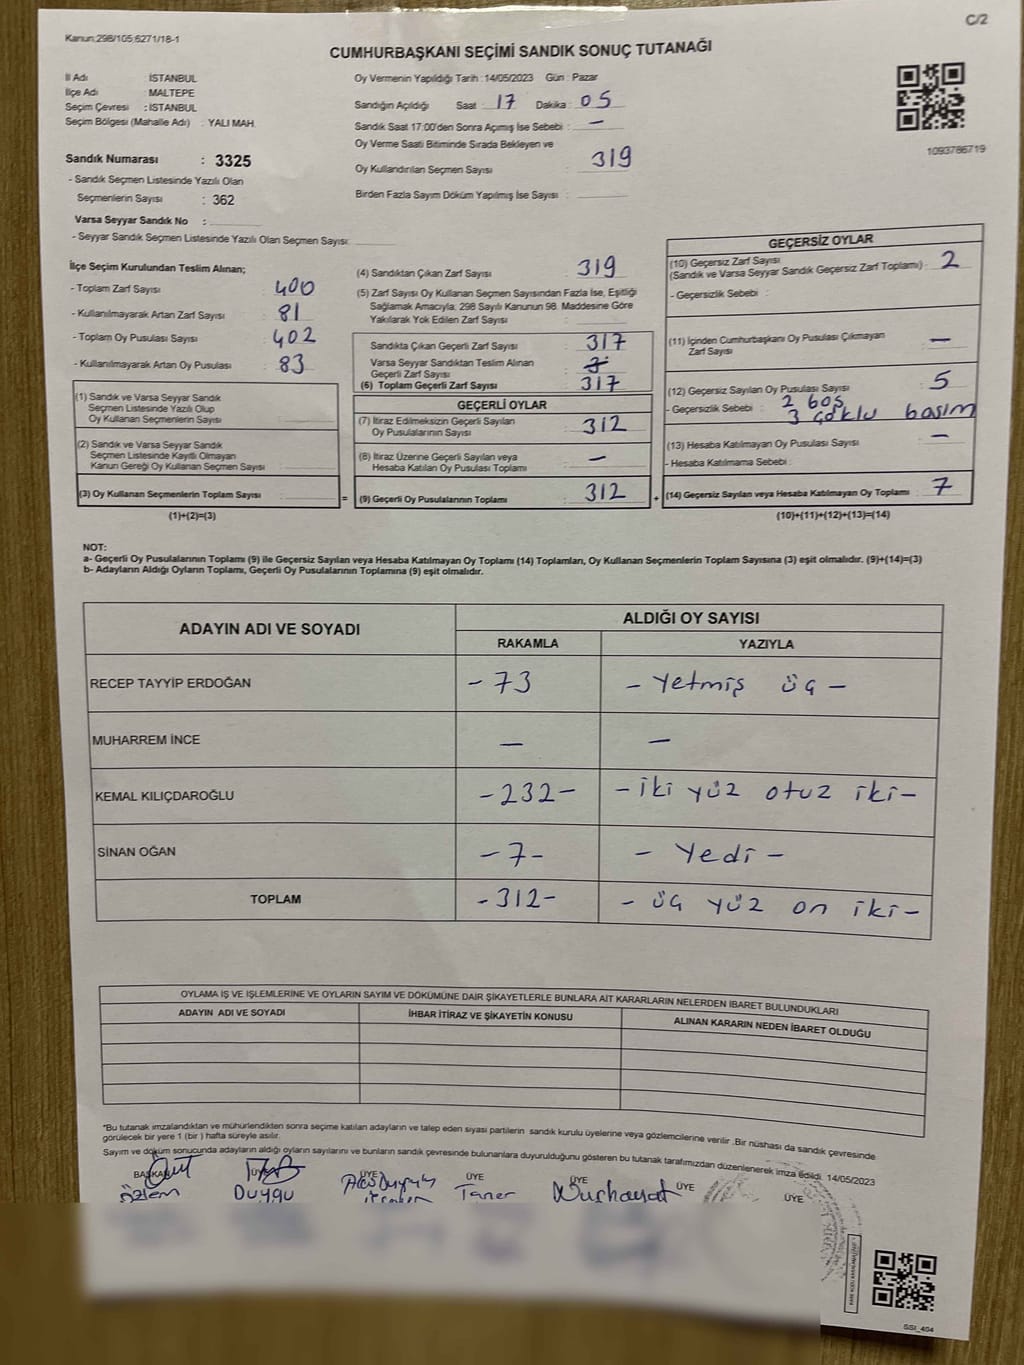 C/2
Kanun:298/105,6271/18-1
CUMHURBAŞKANI SEÇİMİ SANDIK SONUÇ TUTANAĞI
İl Adı : İSTANBUL
İlçe Adı : MALTEPE
Seçim Çevresi : İSTANBUL
Seçim Bölgesi (Mahalle Adı) : YALI MAH.
Oy Vermenin Yapıldığı Tarih : 14/05/2023 Gün : Pazar
Sandığın Açıldığı Saat : 17 Dakika : 05
Sandık Saat 17:00'den Sonra Açımış İse Sebebi : —
Oy Verme Saati Bitiminde Sırada Bekleyen ve
Oy Kullandırılan Seçmen Sayısı : 319
Birden Fazla Sayım Döküm Yapılmış İse Sayısı :
1093786719
Sandık Numarası : 3325
- Sandık Seçmen Listesinde Yazılı Olan
Seçmenlerin Sayısı : 362
Varsa Seyyar Sandık No :
- Seyyar Sandık Seçmen Listesinde Yazılı Olan Seçmen Sayısı:
İlçe Seçim Kurulundan Teslim Alınan;
- Toplam Zarf Sayısı : 400
- Kullanılmayarak Artan Zarf Sayısı : 81
- Toplam Oy Pusulası Sayısı : 402
- Kullanılmayarak Artan Oy Pusulası : 83
(1) Sandık ve Varsa Seyyar Sandık
Seçmen Listesinde Yazılı Olup
Oy Kullanan Seçmenlerin Sayısı :
(2) Sandık ve Varsa Seyyar Sandık
Seçmen Listesinde Kayıtlı Olmayan
Kanun Gereği Oy Kullanan Seçmen Sayısı :
(3) Oy Kullanan Seçmenlerin Toplam Sayısı : =
(1)+(2)=(3)
(4) Sandıktan Çıkan Zarf Sayısı : 319
(5) Zarf Sayısı Oy Kullanan Seçmen Sayısından Fazla İse, Eşitliği
Sağlamak Amacıyla; 298 Sayılı Kanunun 98. Maddesine Göre
Yakılarak Yok Edilen Zarf Sayısı :
Sandıkta Çıkan Geçerli Zarf Sayısı : 317
Varsa Seyyar Sandıktan Teslim Alınan
Geçerli Zarf Sayısı :
(6) Toplam Geçerli Zarf Sayısı : 317
GEÇERLİ OYLAR
(7) İtiraz Edilmeksizin Geçerli Sayılan
Oy Pusulalarının Sayısı : 312
(8) İtiraz Üzerine Geçerli Sayılan veya
Hesaba Katılan Oy Pusulası Toplamı : —
(9) Geçerli Oy Pusulalarının Toplamı : 312 +
GEÇERSİZ OYLAR
(10) Geçersiz Zarf Sayısı
(Sandık ve Varsa Seyyar Sandık Geçersiz Zarf Toplamı) : 2
- Geçersizlik Sebebi :
(11) İçinden Cumhurbaşkanı Oy Pusulası Çıkmayan
Zarf Sayısı : —
(12) Geçersiz Sayılan Oy Pusulası Sayısı : 5
- Geçersizlik Sebebi : 2 boş
3 çoklu basım
(13) Hesaba Katılmayan Oy Pusulası Sayısı : —
- Hesaba Katılmama Sebebi :
(14) Geçersiz Sayılan veya Hesaba Katılmayan Oy Toplamı : 7
(10)+(11)+(12)+(13)=(14)
NOT:
a- Geçerli Oy Pusulalarının Toplamı (9) ile Geçersiz Sayılan veya Hesaba Katılmayan Oy Toplamı (14) Toplamları, Oy Kullanan Seçmenlerin Toplam Sayısına (3) eşit olmalıdır. (9)+(14)=(3)
b- Adayların Aldığı Oyların Toplamı, Geçerli Oy Pusulalarının Toplamına (9) eşit olmalıdır.
ADAYIN ADI VE SOYADI ALDIĞI OY SAYISI
RAKAMLA YAZIYLA
RECEP TAYYİP ERDOĞAN - 73 - Yetmiş üç -
MUHARREM İNCE — —
KEMAL KILIÇDAROĞLU - 232 - - iki yüz otuz iki -
SİNAN OĞAN - 7 - - Yedi -
TOPLAM - 312 - - üç yüz on iki -
OYLAMA İŞ VE İŞLEMLERİNE VE OYLARIN SAYIM VE DÖKÜMÜNE DAİR ŞİKAYETLERLE BUNLARA AİT KARARLARIN NELERDEN İBARET BULUNDUKLARI
ADAYIN ADI VE SOYADI İHBAR İTİRAZ VE ŞİKAYETİN KONUSU ALINAN KARARIN NEDEN İBARET OLDUĞU
*Bu tutanak imzalandıktan ve mühürlendikten sonra seçime katılan adayların ve talep eden siyasi partilerin sandık kurulu üyelerine veya gözlemcilerine verilir .Bir nüshası da sandık çevresinde
görülecek bir yere 1 (bir ) hafta süreyle asılır.
Sayım ve döküm sonucunda adayların aldığı oyların sayılarını ve bunların sandık çevresinde bulunanlara duyurulduğunu gösteren bu tutanak tarafımızdan düzenlenerek imza edildi. 14/05/2023
BAŞKAN ÜYE ÜYE ÜYE ÜYE ÜYE ÜYE
Özlem Duygu Taner Nurhayat
SSI_404